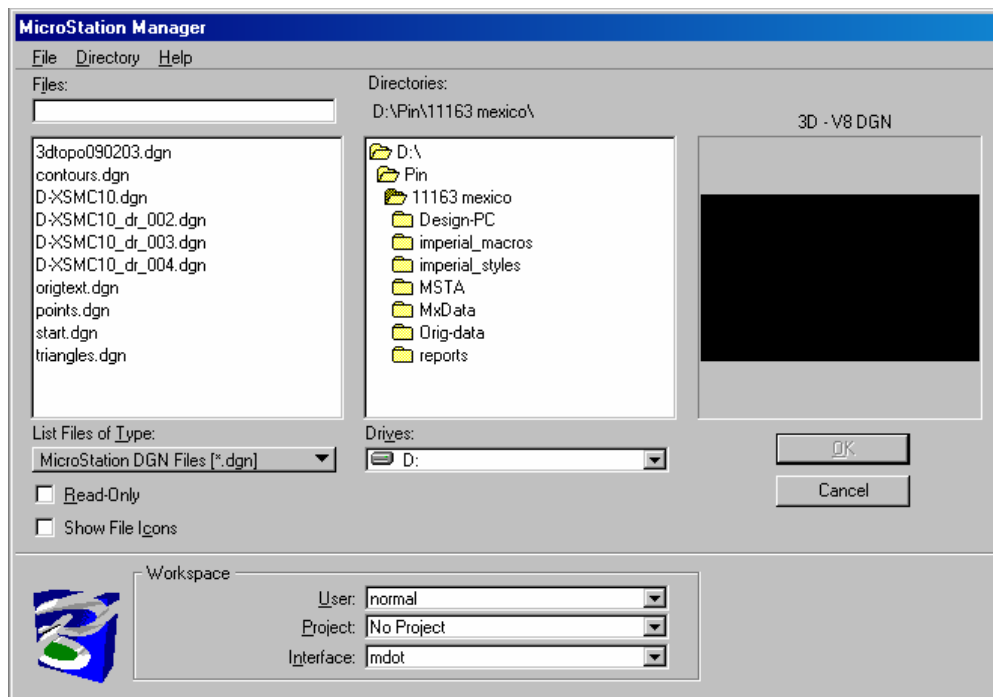 MicroStation Manager
File Directory Help
Files:
Directories:
D:\Pin\11163 mexico\
3D - V8 DGN
3dtopo090203.dgn
contours.dgn
D-XSMC10.dgn
D-XSMC10_dr_002.dgn
D-XSMC10_dr_003.dgn
D-XSMC10_dr_004.dgn
origtext.dgn
points.dgn
start.dgn
triangles.dgn
D:\
Pin
11163 mexico
Design-PC
imperial_macros
imperial_styles
MSTA
MxData
Orig-data
reports
List Files of Type:
MicroStation DGN Files [*.dgn]
Drives:
D:
OK
Cancel
Read-Only
Show File Icons
Workspace
User: normal
Project: No Project
Interface: mdot